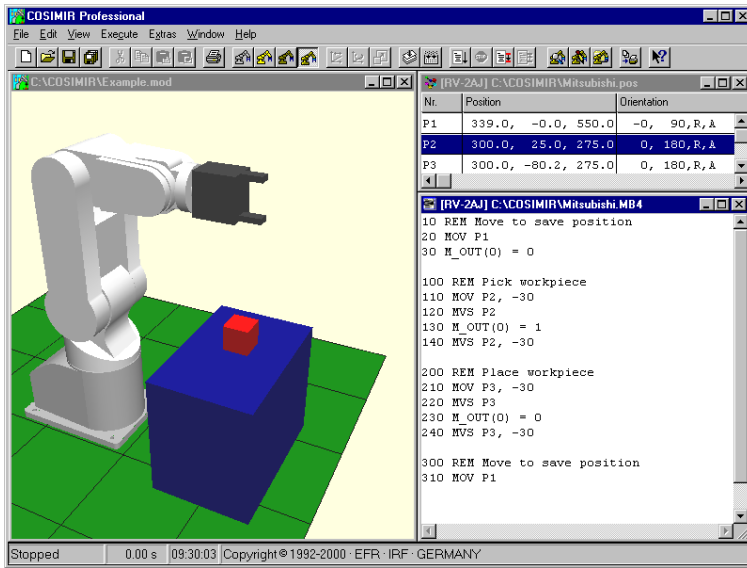 COSIMIR Professional
File Edit View Execute Extras Window Help
C:\COSIMIR\Example.mod
[RV-2AJ] C:\COSIMIR\Mitsubishi.pos
Nr. Position Orientation
P1 339.0, -0.0, 550.0 -0, 90,R,A
P2 300.0, 25.0, 275.0 0, 180,R,A
P3 300.0, -80.2, 275.0 0, 180,R,A
[RV-2AJ] C:\COSIMIR\Mitsubishi.MB4
10 REM Move to save position
20 MOV P1
30 M_OUT(0) = 0
100 REM Pick workpiece
110 MOV P2, -30
120 MVS P2
130 M_OUT(0) = 1
140 MVS P2, -30
200 REM Place workpiece
210 MOV P3, -30
220 MVS P3
230 M_OUT(0) = 0
240 MVS P3, -30
300 REM Move to save position
310 MOV P1
Stopped 0.00 s 09:30:03 Copyright © 1992-2000 · EFR · IRF · GERMANY